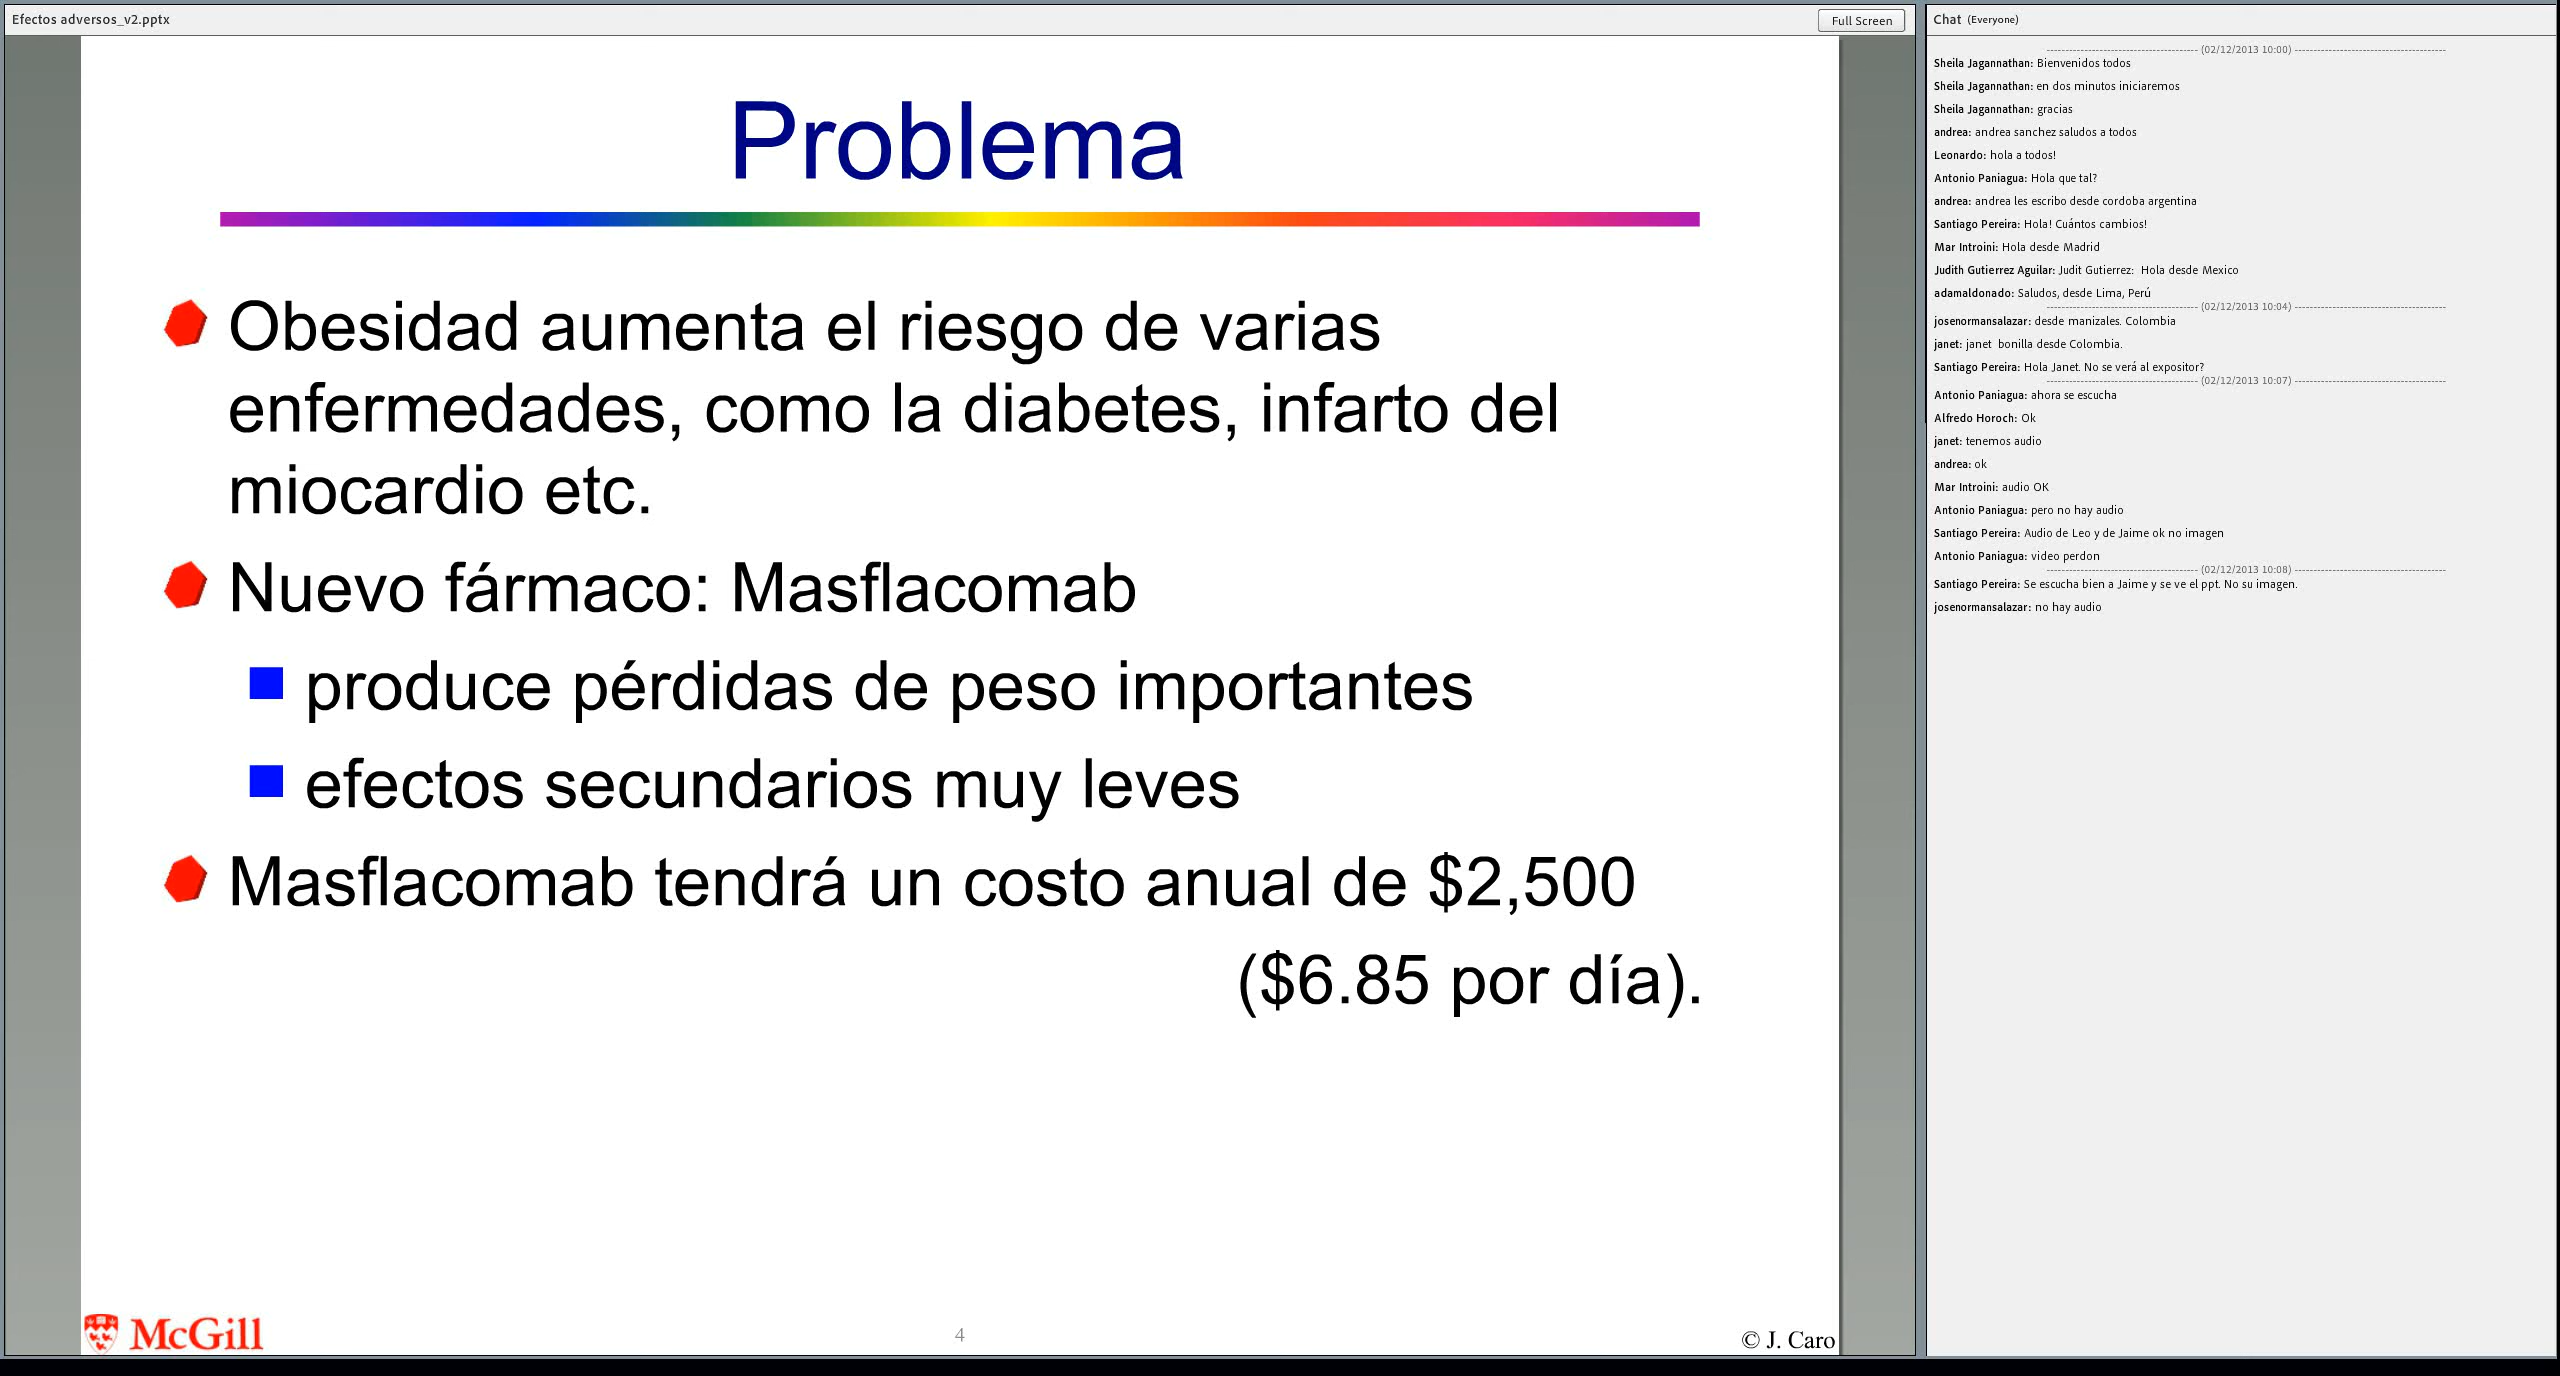 Efectos adversos_v2.pptx
Full Screen
Problema
Obesidad aumenta el riesgo de varias
enfermedades, como la diabetes, infarto del
miocardio etc.
Nuevo fármaco: Masflacomab
produce pérdidas de peso importantes
efectos secundarios muy leves
Masflacomab tendrá un costo anual de $2,500
($6.85 por día).
McGill
4
© J. Caro
Chat (Everyone)
(02/12/2013 10:00)
Sheila Jagannathan: Bienvenidos todos
Sheila Jagannathan: en dos minutos iniciaremos
Sheila Jagannathan: gracias
andrea: andrea sanchez saludos a todos
Leonardo: hola a todos!
Antonio Paniagua: Hola que tal?
andrea: andrea les escribo desde cordoba argentina
Santiago Pereira: Hola! Cuántos cambios!
Mar Introini: Hola desde Madrid
Judith Gutierrez Aguilar: Judit Gutierrez: Hola desde Mexico
adamaldonado: Saludos, desde Lima, Perú
(02/12/2013 10:04)
josenormansalazar: desde manizales. Colombia
janet: janet bonilla desde Colombia.
Santiago Pereira: Hola Janet. No se verá al expositor?
(02/12/2013 10:07)
Antonio Paniagua: ahora se escucha
Alfredo Horoch: Ok
janet: tenemos audio
andrea: ok
Mar Introini: audio OK
Antonio Paniagua: pero no hay audio
Santiago Pereira: Audio de Leo y de Jaime ok no imagen
Antonio Paniagua: video perdon
(02/12/2013 10:08)
Santiago Pereira: Se escucha bien a Jaime y se ve el ppt. No su imagen.
josenormansalazar: no hay audio